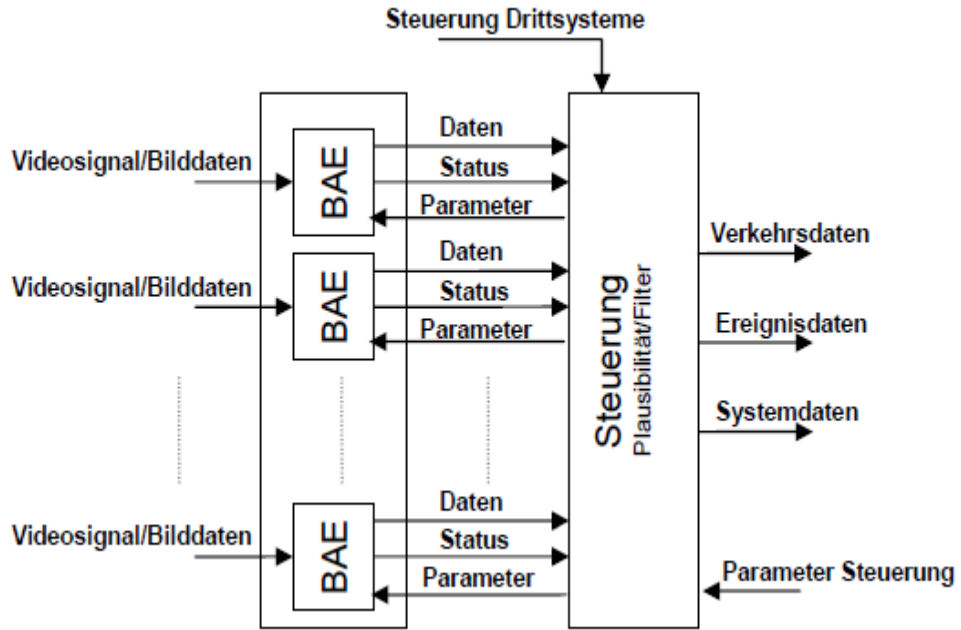 Steuerung Drittsysteme
Videosignal/Bilddaten
BAE
Daten
Status
Parameter
Videosignal/Bilddaten
BAE
Daten
Status
Parameter
Videosignal/Bilddaten
BAE
Daten
Status
Parameter
Steuerung
Plausibilität/Filter
Verkehrsdaten
Ereignisdaten
Systemdaten
Parameter Steuerung